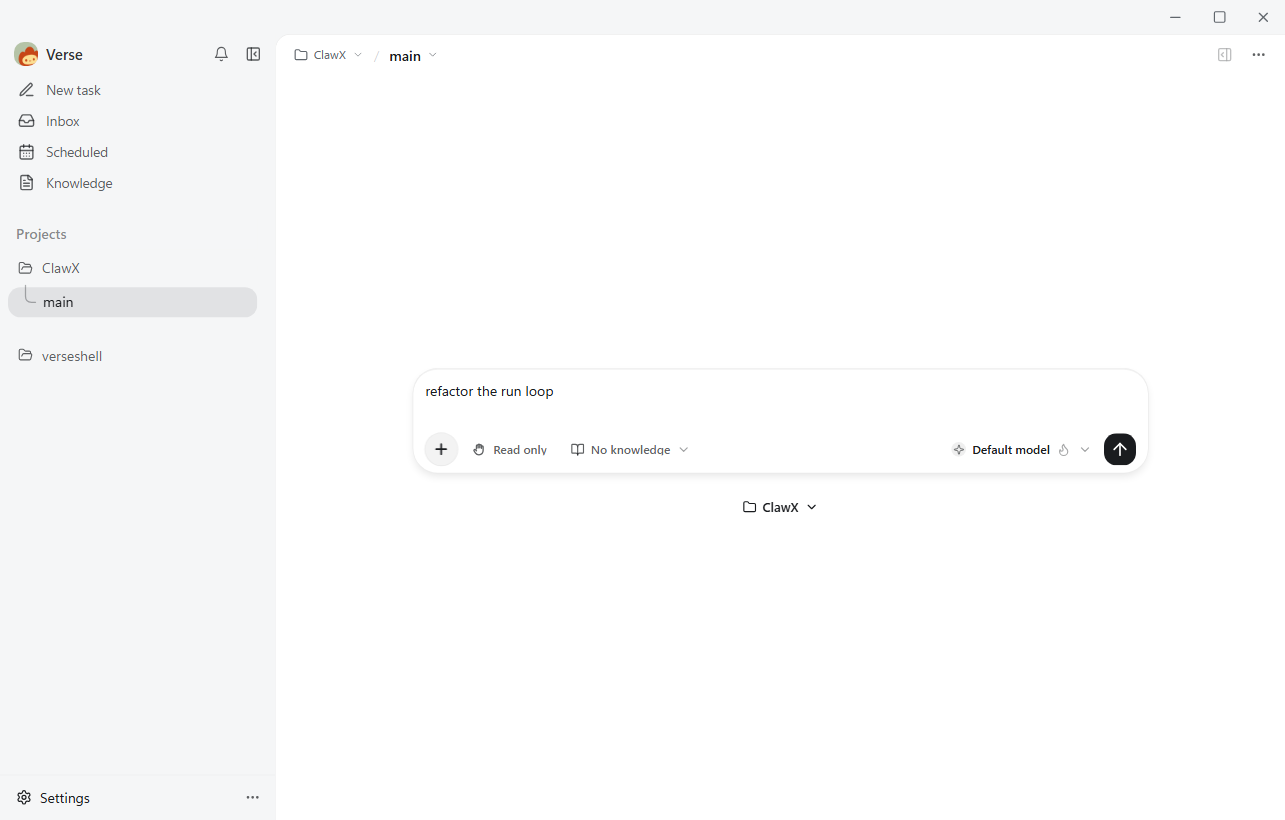 Verse
New task
Inbox
Scheduled
Knowledge
Projects
ClawX
main
verseshell
Settings
ClawX / main
refactor the run loop
Read only No knowledge Default model
ClawX